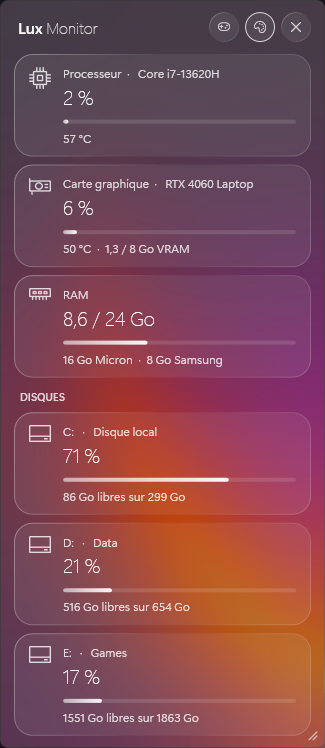 Lux Monitor
Processeur · Core i7-13620H
2 %
57 °C
Carte graphique · RTX 4060 Laptop
6 %
50 °C · 1,3 / 8 Go VRAM
RAM
8,6 / 24 Go
16 Go Micron · 8 Go Samsung
DISQUES
C: · Disque local
71 %
86 Go libres sur 299 Go
D: · Data
21 %
516 Go libres sur 654 Go
E: · Games
17 %
1551 Go libres sur 1863 Go